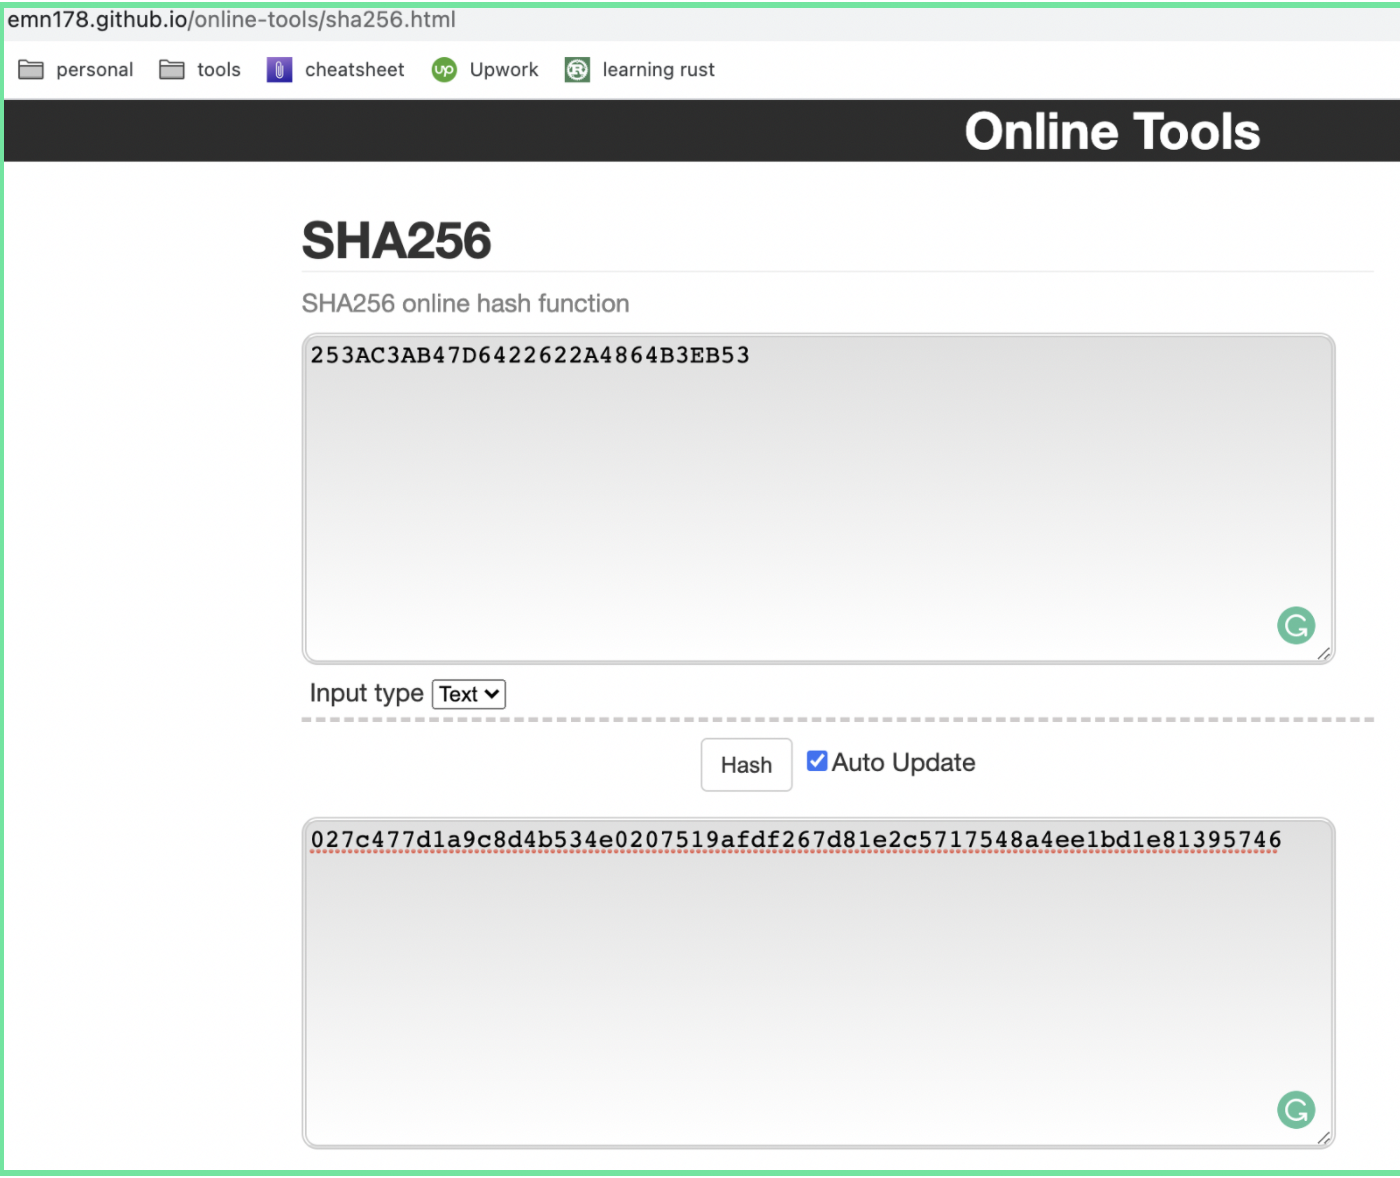 emn178.github.io/online-tools/sha256.html
personal tools cheatsheet up Upwork R learning rust
Online Tools
SHA256
SHA256 online hash function
253AC3AB47D6422622A4864B3EB53
G
Input type Text
Hash Auto Update
027c477d1a9c8d4b534e0207519afdf267d81e2c5717548a4ee1bd1e81395746
G